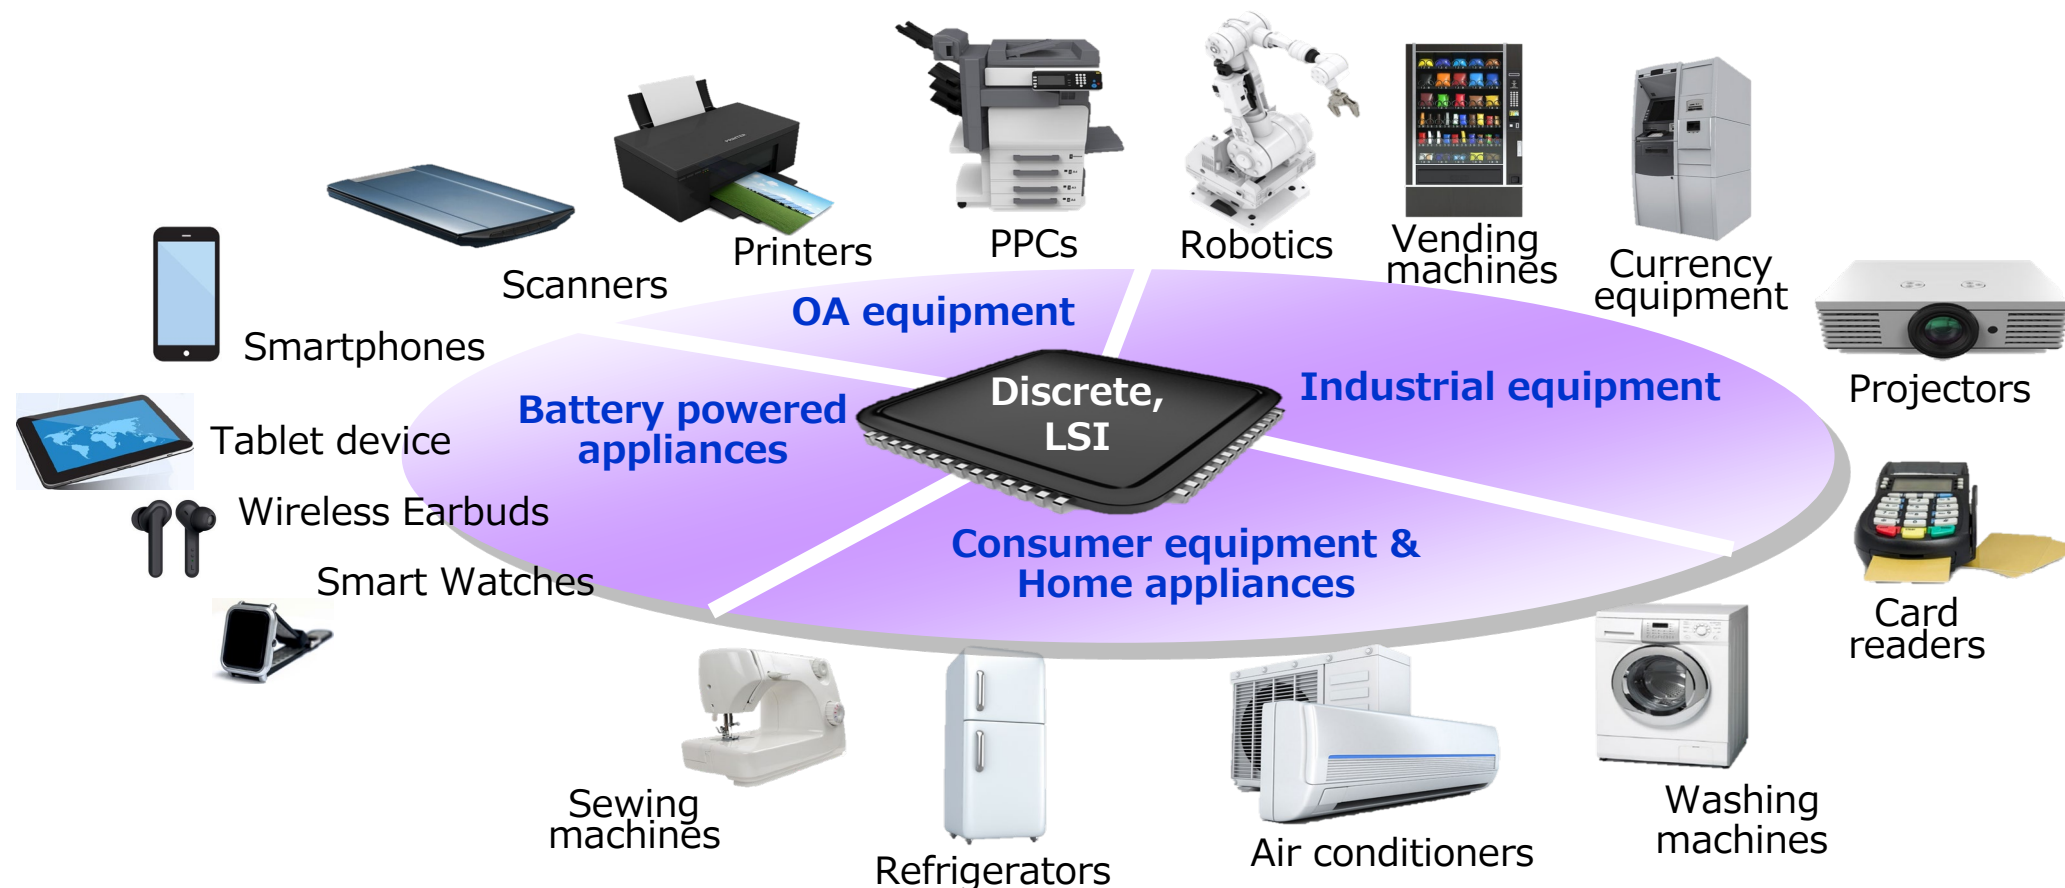 PPCs
Robotics
Vending
machines
Printers
Currency
equipment
Scanners
OA equipment
Smartphones
Industrial equipment
Projectors
Discrete,
LSI
Battery powered
appliances
Tablet device
Wireless Earbuds
Consumer equipment &
Home appliances
Smart Watches
Card
readers
Sewing
machines
Refrigerators
Air conditioners
Washing
machines